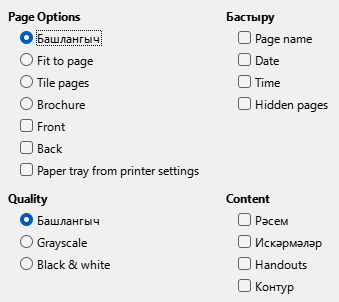 Page Options
Башлангыч
Fit to page
Tile pages
Brochure
Front
Back
Paper tray from printer settings
Бастыру
Page name
Date
Time
Hidden pages
Quality
Башлангыч
Grayscale
Black & white
Content
Рәсем
Искәрмәләр
Handouts
Контур